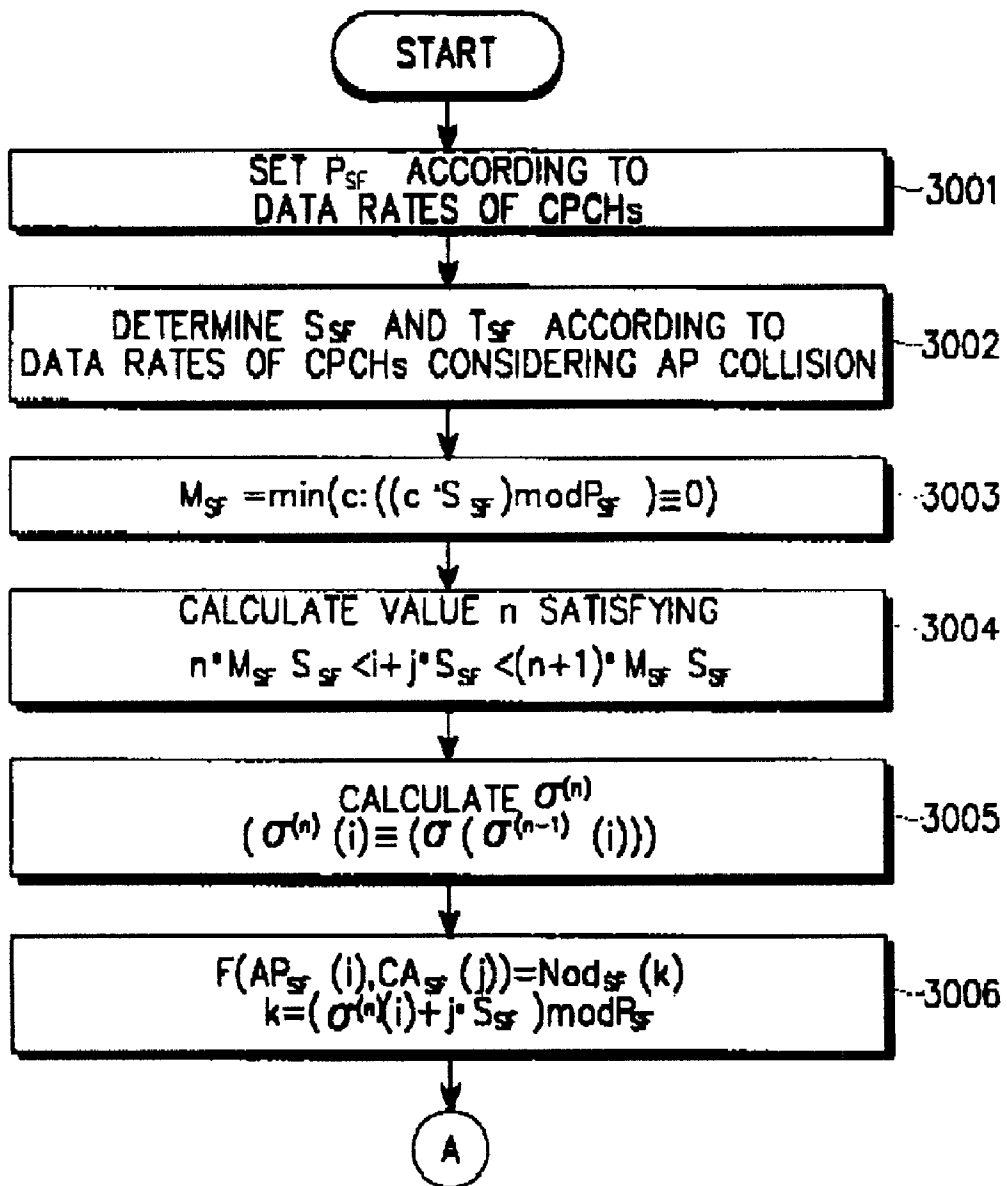 START
SET P_SF ACCORDING TO
DATA RATES OF CPCHs
3001
DETERMINE S_SF AND T_SF ACCORDING TO
DATA RATES OF CPCHs CONSIDERING AP COLLISION
3002
M_SF =min(c:((c *S_SF)modP_SF )≡0)
3003
CALCULATE VALUE n SATISFYING
n* M_SF S_SF <i+j* S_SF <(n+1)* M_SF S_SF
3004
CALCULATE σ^(n)
(σ^(n) (i)≡(σ(σ^(n-1) (i)))
3005
F(AP_SF (i),CA_SF (j))=Nod_SF (k)
k=(σ^(n)(i)+j* S_SF )modP_SF
3006
A